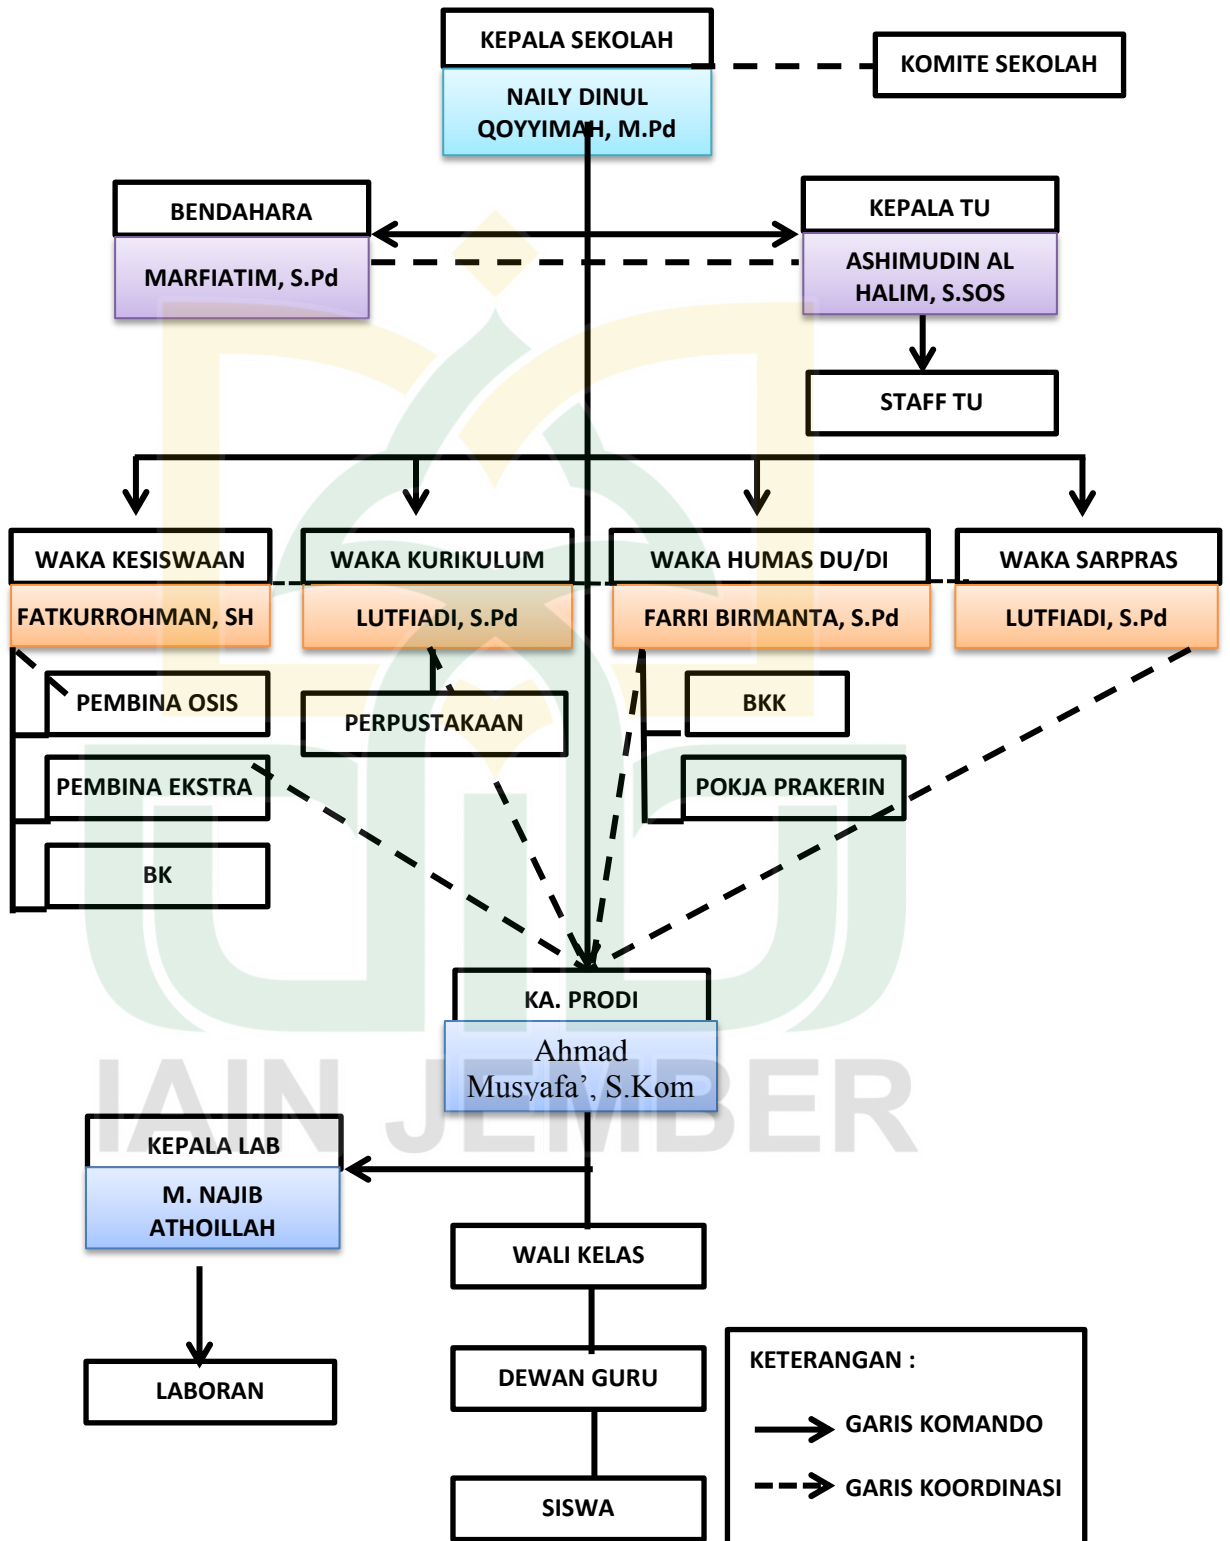 KEPALA SEKOLAH
KOMITE SEKOLAH
NAILY DINUL
QOYYIMAH, M.Pd
BENDAHARA
KEPALA TU
MARFIATIM, S.Pd
ASHIMUDIN AL
HALIM, S.SOS
STAFF TU
WAKA KESISWAAN
WAKA KURIKULUM
WAKA HUMAS DU/DI
WAKA SARPRAS
FATKURROHMAN, SH
LUTFIADI, S.Pd
FARRI BIRMANTA, S.Pd
LUTFIADI, S.Pd
PEMBINA OSIS
PERPUSTAKAAN
BKK
PEMBINA EKSTRA
POKJA PRAKERIN
BK
KA. PRODI
Ahmad
Musyafa’, S.Kom
IAIN JEMBER
KEPALA LAB
M. NAJIB
ATHOILLAH
WALI KELAS
LABORAN
DEWAN GURU
SISWA
KETERANGAN :
GARIS KOMANDO
GARIS KOORDINASI